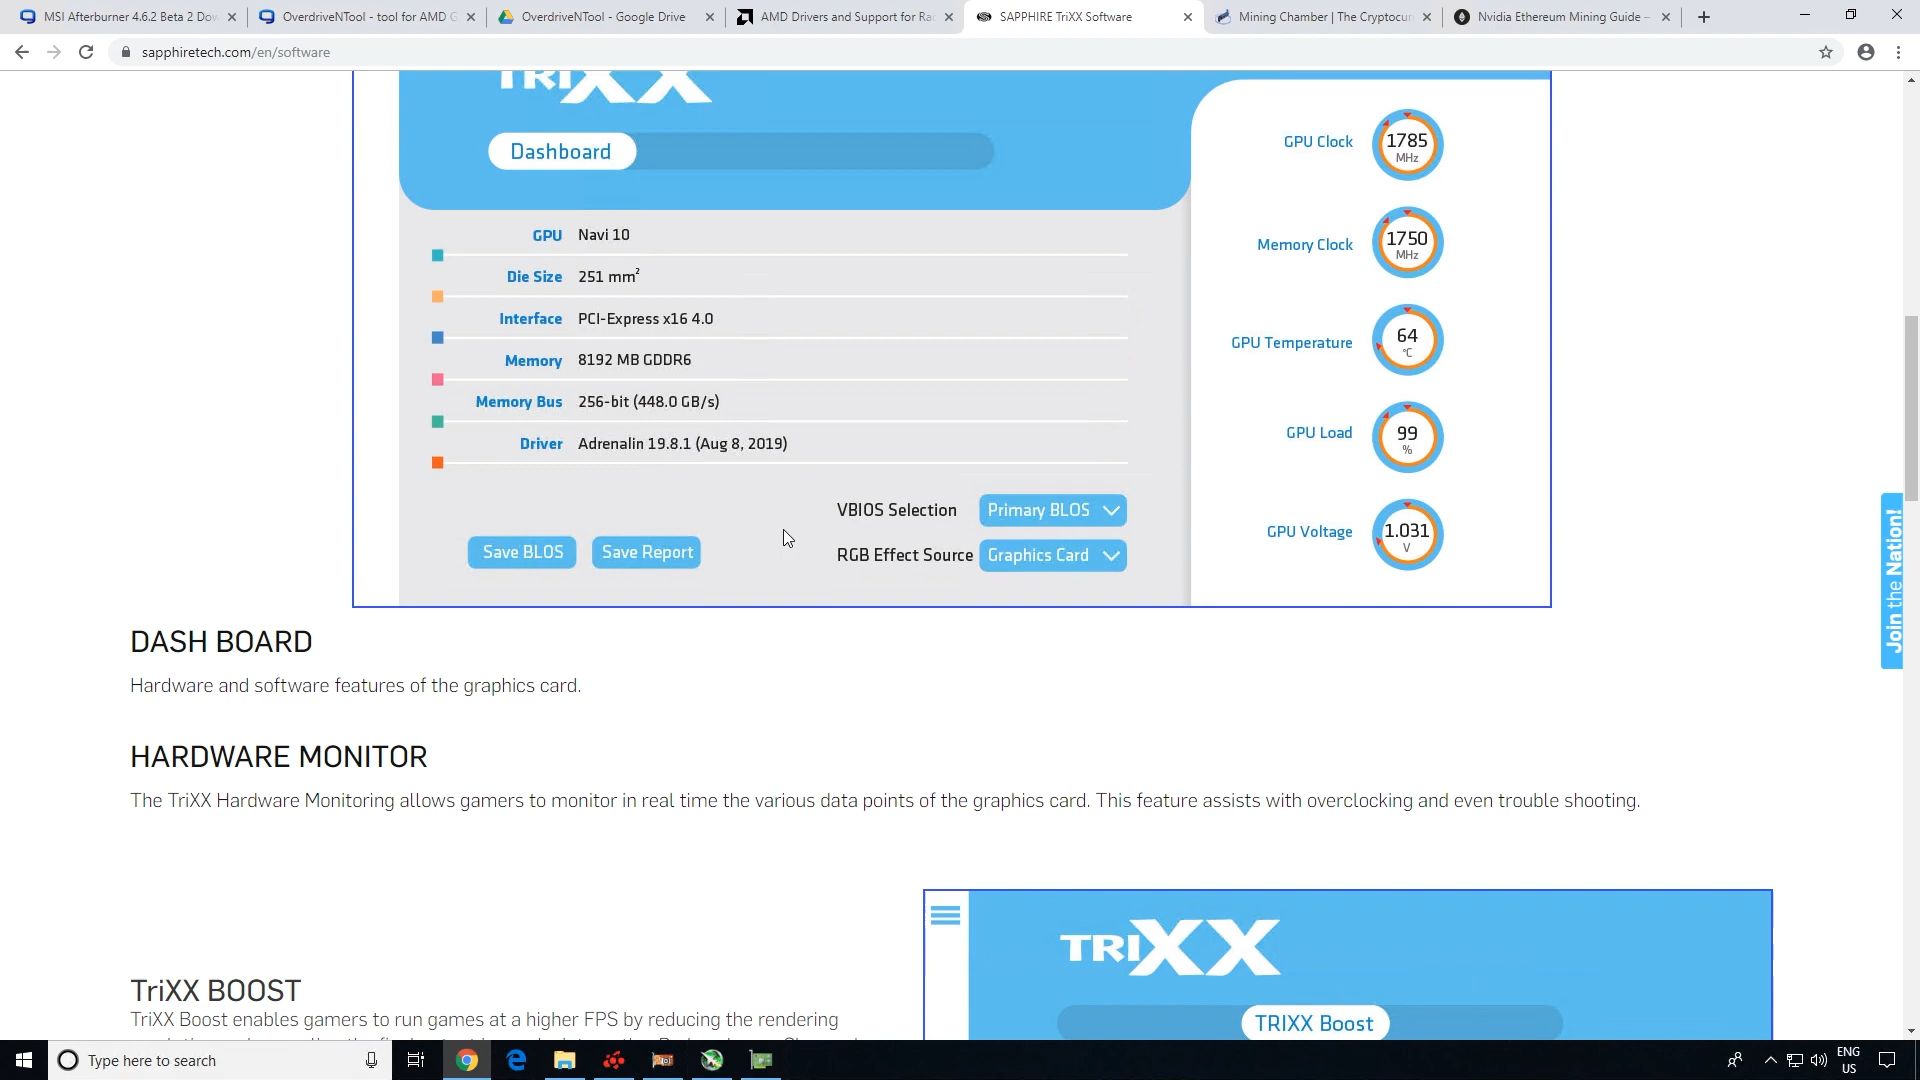 MSI Afterburner 4.6.2 Beta 2 Dow
OverdriveNTool - tool for AMD G
OverdriveNTool - Google Drive
AMD Drivers and Support for Rad
SAPPHIRE TriXX Software
Mining Chamber | The Cryptocur
Nvidia Ethereum Mining Guide –
sapphiretech.com/en/software
TRIXX
Dashboard
GPU Navi 10
Die Size 251 mm²
Interface PCI-Express x16 4.0
Memory 8192 MB GDDR6
Memory Bus 256-bit (448.0 GB/s)
Driver Adrenalin 19.8.1 (Aug 8, 2019)
VBIOS Selection Primary BLOS
RGB Effect Source Graphics Card
Save BLOS Save Report
GPU Clock 1785 MHz
Memory Clock 1750 MHz
GPU Temperature 64 °C
GPU Load 99 %
GPU Voltage 1.031 V
Join the Nation!
DASH BOARD
Hardware and software features of the graphics card.
HARDWARE MONITOR
The TriXX Hardware Monitoring allows gamers to monitor in real time the various data points of the graphics card. This feature assists with overclocking and even trouble shooting.
TRIXX
TRIXX Boost
TriXX BOOST
TriXX Boost enables gamers to run games at a higher FPS by reducing the rendering
Type here to search
ENG
US